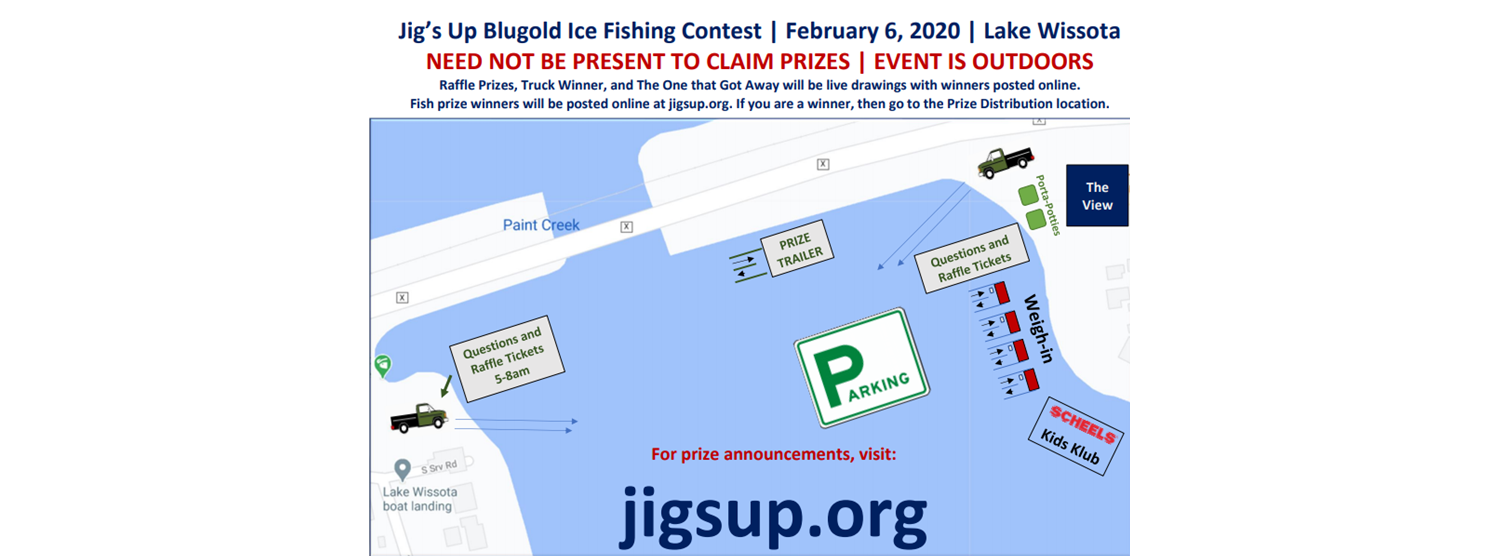 Jig's Up Blugold Ice Fishing Contest | February 6, 2020 | Lake Wissota
NEED NOT BE PRESENT TO CLAIM PRIZES | EVENT IS OUTDOORS
Raffle Prizes, Truck Winner, and The One that Got Away will be live drawings with winners posted online.
Fish prize winners will be posted online at jigsup.org. If you are a winner, then go to the Prize Distribution location.
X
X
X
X
The
View
Porta-Potties
Paint Creek
PRIZE
TRAILER
Questions and
Raffle Tickets
Weigh-in
Questions and
Raffle Tickets
5-8am
PARKING
SCHEELS
Kids Klub
S Srv Rd
Lake Wissota
boat landing
For prize announcements, visit:
jigsup.org